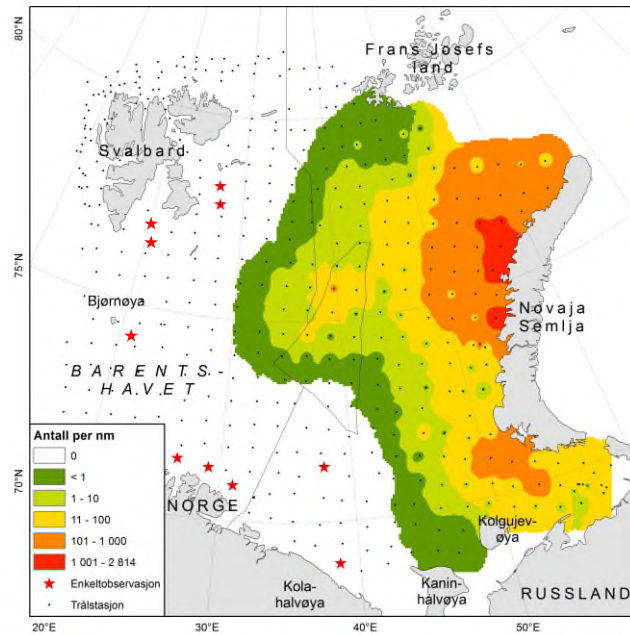 80°N
Frans Josefs
land
Svalbard
75°N
Bjørnøya
Novaja
Semlja
BARENTS-
HAVET
Antall per nm
0
< 1
1 - 10
11 - 100
101 - 1 000
1 001 - 2 814
Enkeltobservasjon
Trålstasjon
70°N
NORGE
Kolgujev-
øya
Kola-
halvøya
Kanin-
halvøya
RUSSLAND
20°E
30°E
40°E
50°E